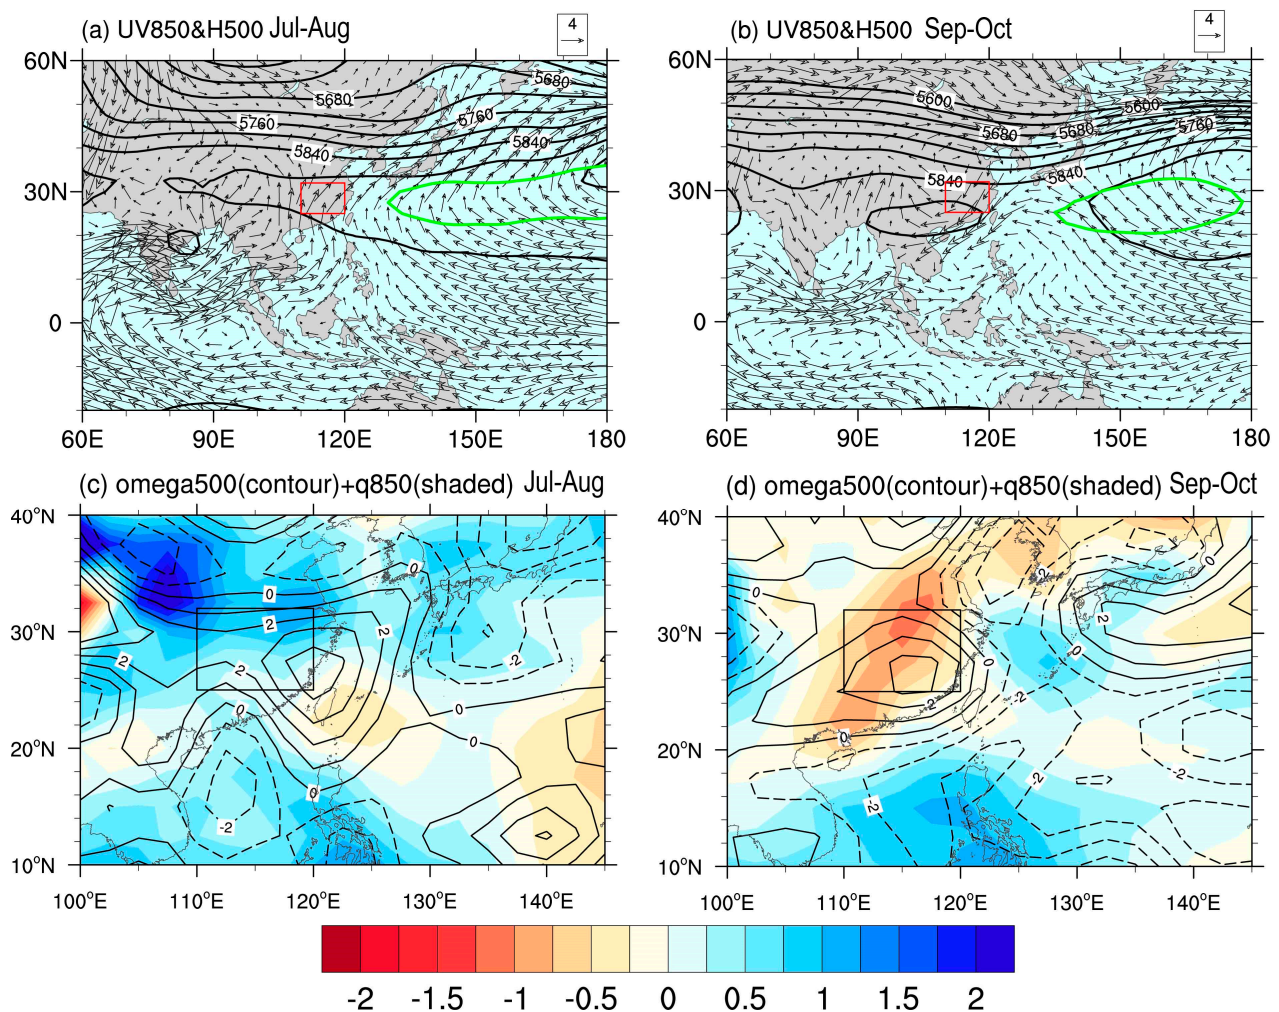 (a) UV850&H500 Jul-Aug
4
60N
30N
0
5680
5680
5760
5760
5840
5840
60E 90E 120E 150E 180
(b) UV850&H500 Sep-Oct
4
60N
30N
0
5600
5600
5680
5680
5760
5840
5840
60E 90E 120E 150E 180
(c) omega500(contour)+q850(shaded) Jul-Aug
40°N
30°N
20°N
10°N
0
0
2
2
2
2
-2
0
0
0
0
-2
100°E 110°E 120°E 130°E 140°E
(d) omega500(contour)+q850(shaded) Sep-Oct
40°N
30°N
20°N
10°N
0
2
0
2
0
0
-2
2
0
-2
-2
-2
100°E 110°E 120°E 130°E 140°E
-2 -1.5 -1 -0.5 0 0.5 1 1.5 2